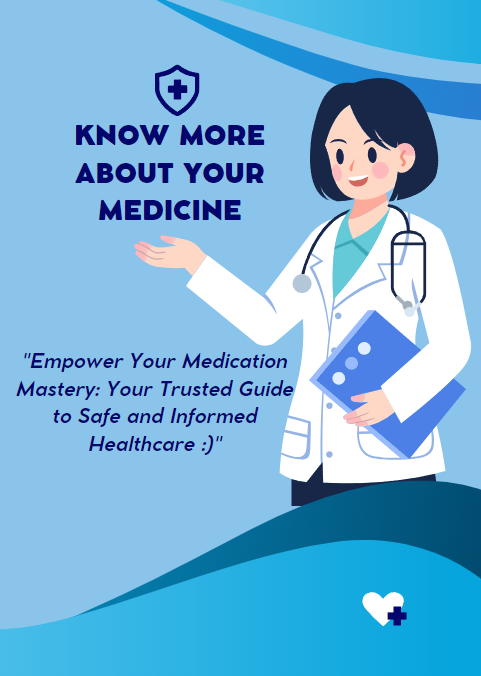 KNOW MORE
ABOUT YOUR
MEDICINE
"Empower Your Medication
Mastery: Your Trusted Guide
to Safe and Informed
Healthcare :)"